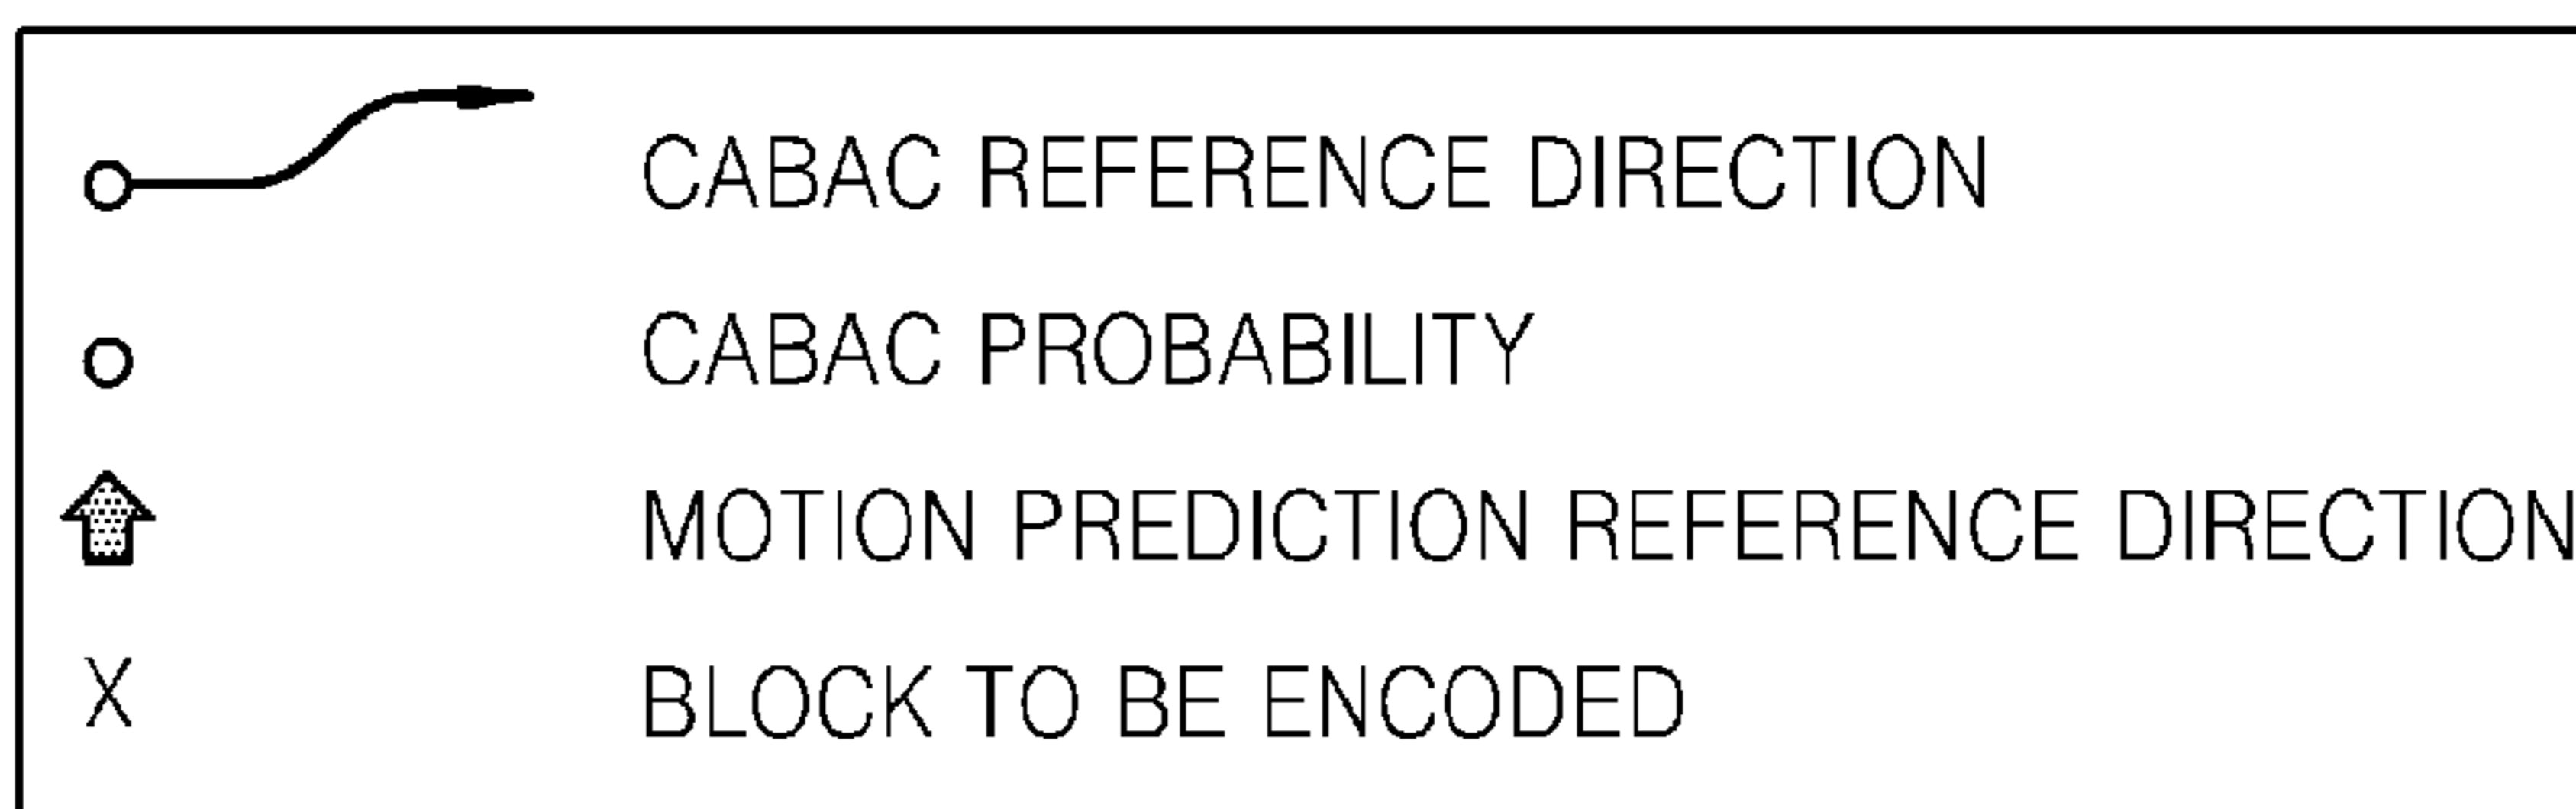 CABAC REFERENCE DIRECTION
CABAC PROBABILITY
MOTION PREDICTION REFERENCE DIRECTION
X BLOCK TO BE ENCODED